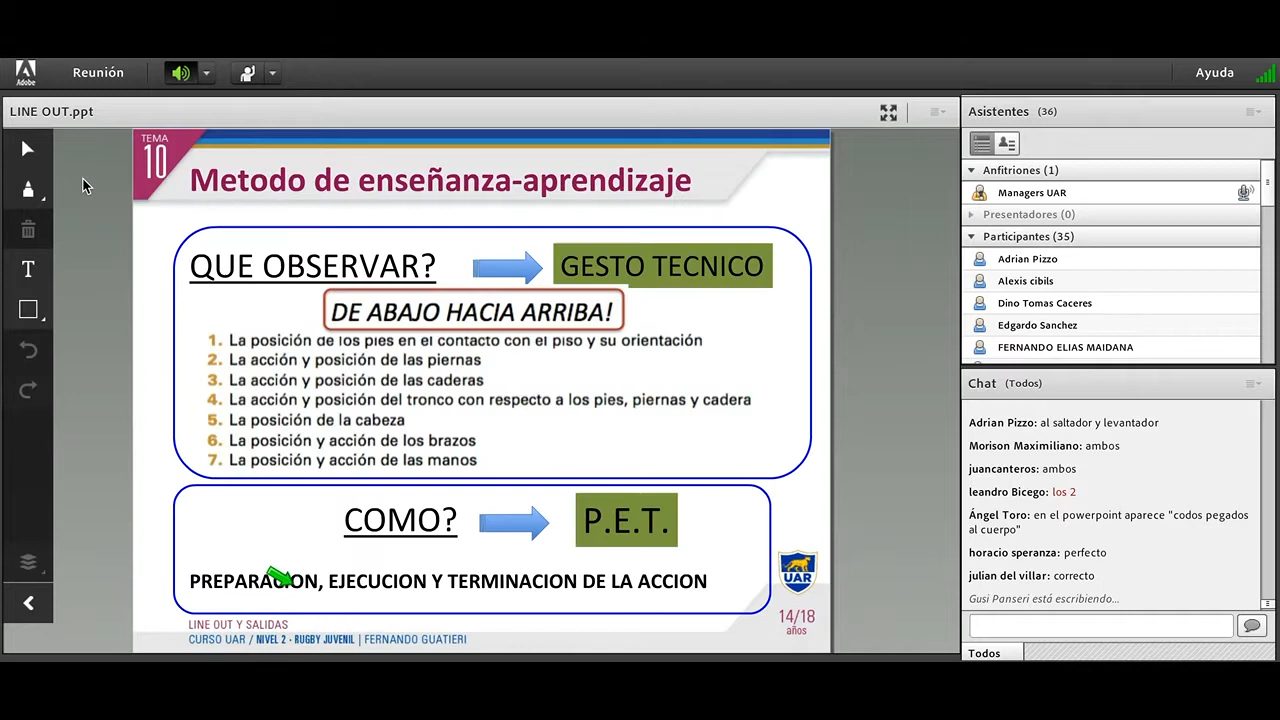 Adobe
Reunión
Ayuda
LINE OUT.ppt
TEMA
10
Metodo de enseñanza-aprendizaje
QUE OBSERVAR?
GESTO TECNICO
DE ABAJO HACIA ARRIBA!
1. La posición de los pies en el contacto con el piso y su orientación
2. La acción y posición de las piernas
3. La acción y posición de las caderas
4. La acción y posición del tronco con respecto a los pies, piernas y cadera
5. La posición de la cabeza
6. La posición y acción de los brazos
7. La posición y acción de las manos
COMO?
P.E.T.
PREPARACION, EJECUCION Y TERMINACION DE LA ACCION
UAR
14/18
años
LINE OUT Y SALIDAS
CURSO UAR / NIVEL 2 - RUGBY JUVENIL | FERNANDO GUATIERI
T
Asistentes (36)
Anfitriones (1)
Managers UAR
Presentadores (0)
Participantes (35)
Adrian Pizzo
Alexis cibils
Dino Tomas Caceres
Edgardo Sanchez
FERNANDO ELIAS MAIDANA
Chat (Todos)
Adrian Pizzo: al saltador y levantador
Morison Maximiliano: ambos
juancanteros: ambos
leandro Bicego: los 2
Ángel Toro: en el powerpoint aparece "codos pegados
al cuerpo"
horacio speranza: perfecto
julian del villar: correcto
Gusi Panseri está escribiendo...
Todos